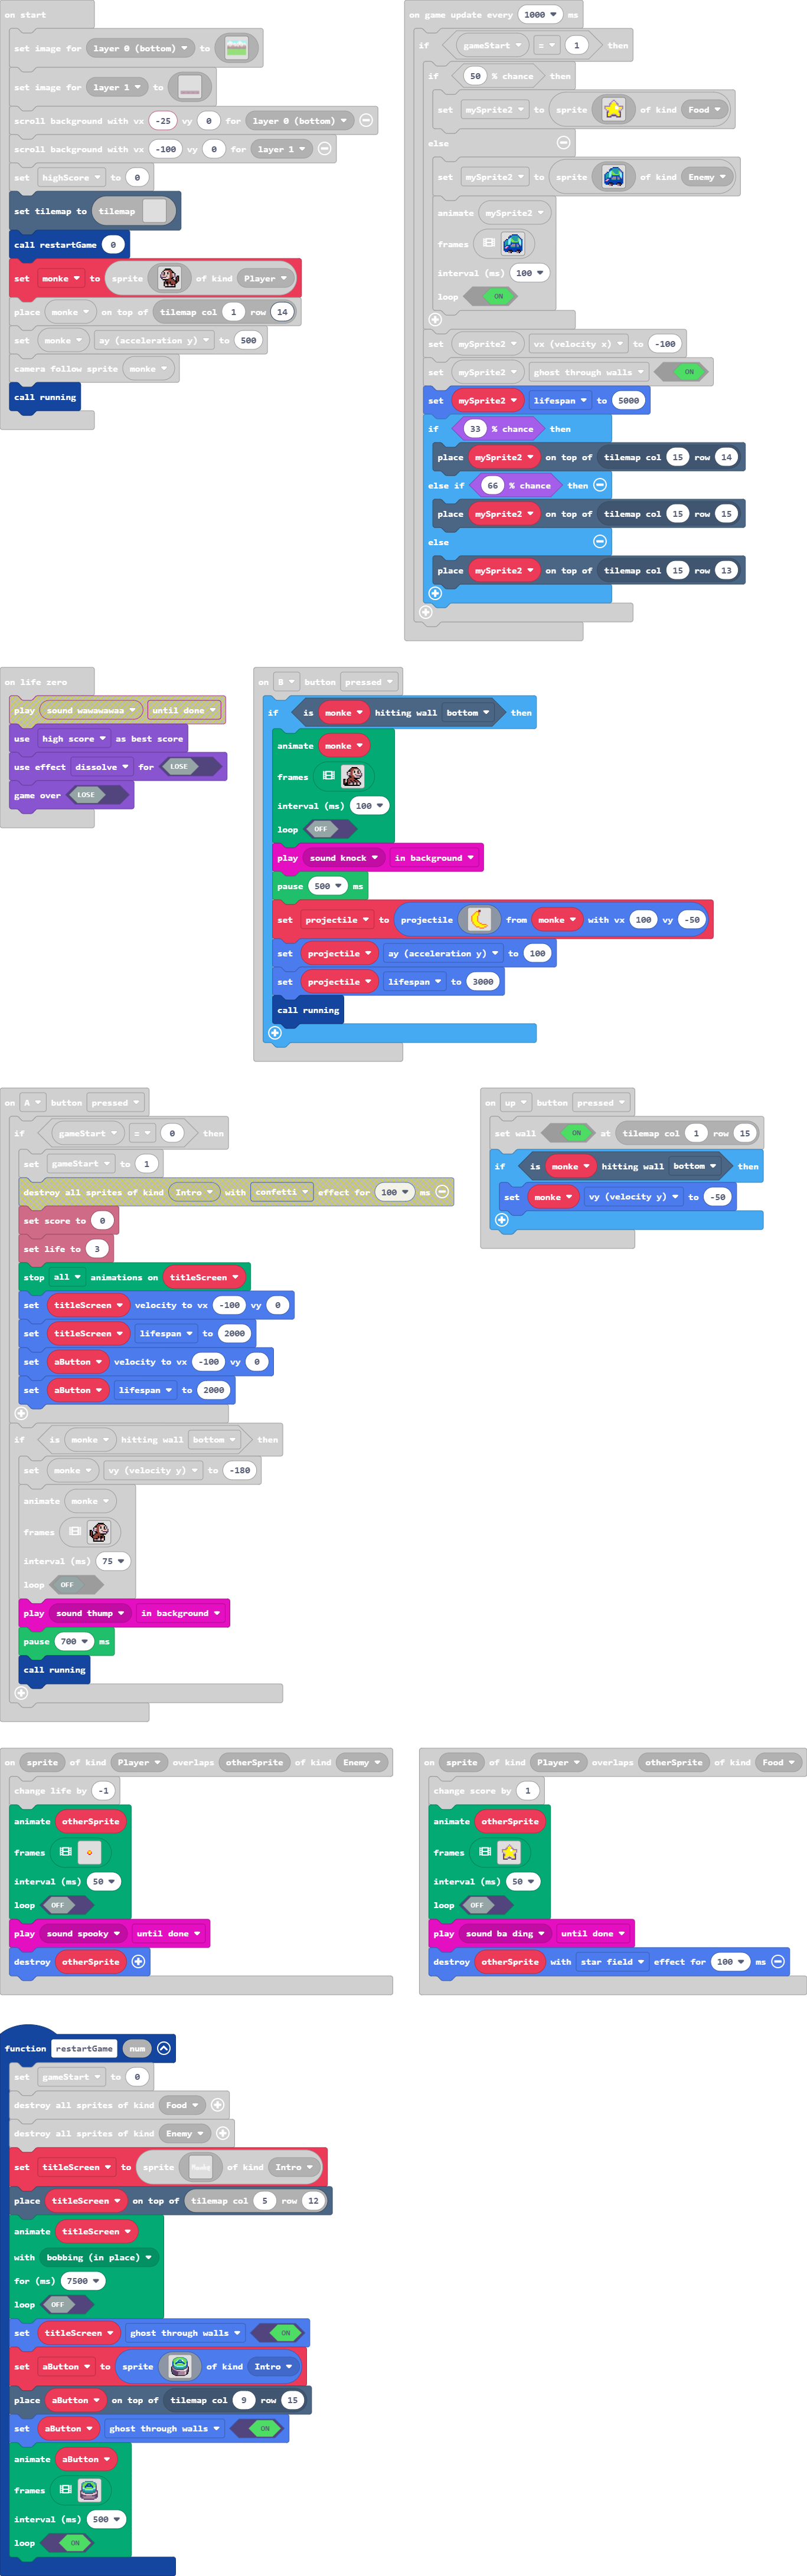 on start
set image for layer 0 (bottom) to
set image for layer 1 to
scroll background with vx -25 vy 0 for layer 0 (bottom)
scroll background with vx -100 vy 0 for layer 1
set highScore to 0
set tilemap to tilemap
call restartGame 0
set monke to sprite of kind Player
place monke on top of tilemap col 1 row 14
set monke ay (acceleration y) to 500
camera follow sprite monke
call running
on game update every 1000 ms
if gameStart = 1 then
if 50 % chance then
set mySprite2 to sprite of kind Food
else
set mySprite2 to sprite of kind Enemy
animate mySprite2
frames
interval (ms) 100
loop ON
set mySprite2 vx (velocity x) to -100
set mySprite2 ghost through walls ON
set mySprite2 lifespan to 5000
if 33 % chance then
place mySprite2 on top of tilemap col 15 row 14
else if 66 % chance then
place mySprite2 on top of tilemap col 15 row 15
else
place mySprite2 on top of tilemap col 15 row 13
on life zero
play sound wawawawaa until done
use high score as best score
use effect dissolve for LOSE
game over LOSE
on B button pressed
if is monke hitting wall bottom then
animate monke
frames
interval (ms) 100
loop OFF
play sound knock in background
pause 500 ms
set projectile to projectile from monke with vx 100 vy -50
set projectile ay (acceleration y) to 100
set projectile lifespan to 3000
call running
on A button pressed
if gameStart = 0 then
set gameStart to 1
destroy all sprites of kind Intro with confetti effect for 100 ms
set score to 0
set life to 3
stop all animations on titleScreen
set titleScreen velocity to vx -100 vy 0
set titleScreen lifespan to 2000
set aButton velocity to vx -100 vy 0
set aButton lifespan to 2000
if is monke hitting wall bottom then
set monke vy (velocity y) to -180
animate monke
frames
interval (ms) 75
loop OFF
play sound thump in background
pause 700 ms
call running
on up button pressed
set wall ON at tilemap col 1 row 15
if is monke hitting wall bottom then
set monke vy (velocity y) to -50
on sprite of kind Player overlaps otherSprite of kind Enemy
change life by -1
animate otherSprite
frames
interval (ms) 50
loop OFF
play sound spooky until done
destroy otherSprite
on sprite of kind Player overlaps otherSprite of kind Food
change score by 1
animate otherSprite
frames
interval (ms) 50
loop OFF
play sound ba ding until done
destroy otherSprite with star field effect for 100 ms
function restartGame num
set gameStart to 0
destroy all sprites of kind Food
destroy all sprites of kind Enemy
set titleScreen to sprite of kind Intro
place titleScreen on top of tilemap col 5 row 12
animate titleScreen
with bobbing (in place)
for (ms) 7500
loop OFF
set titleScreen ghost through walls ON
set aButton to sprite of kind Intro
place aButton on top of tilemap col 9 row 15
set aButton ghost through walls ON
animate aButton
frames
interval (ms) 500
loop ON